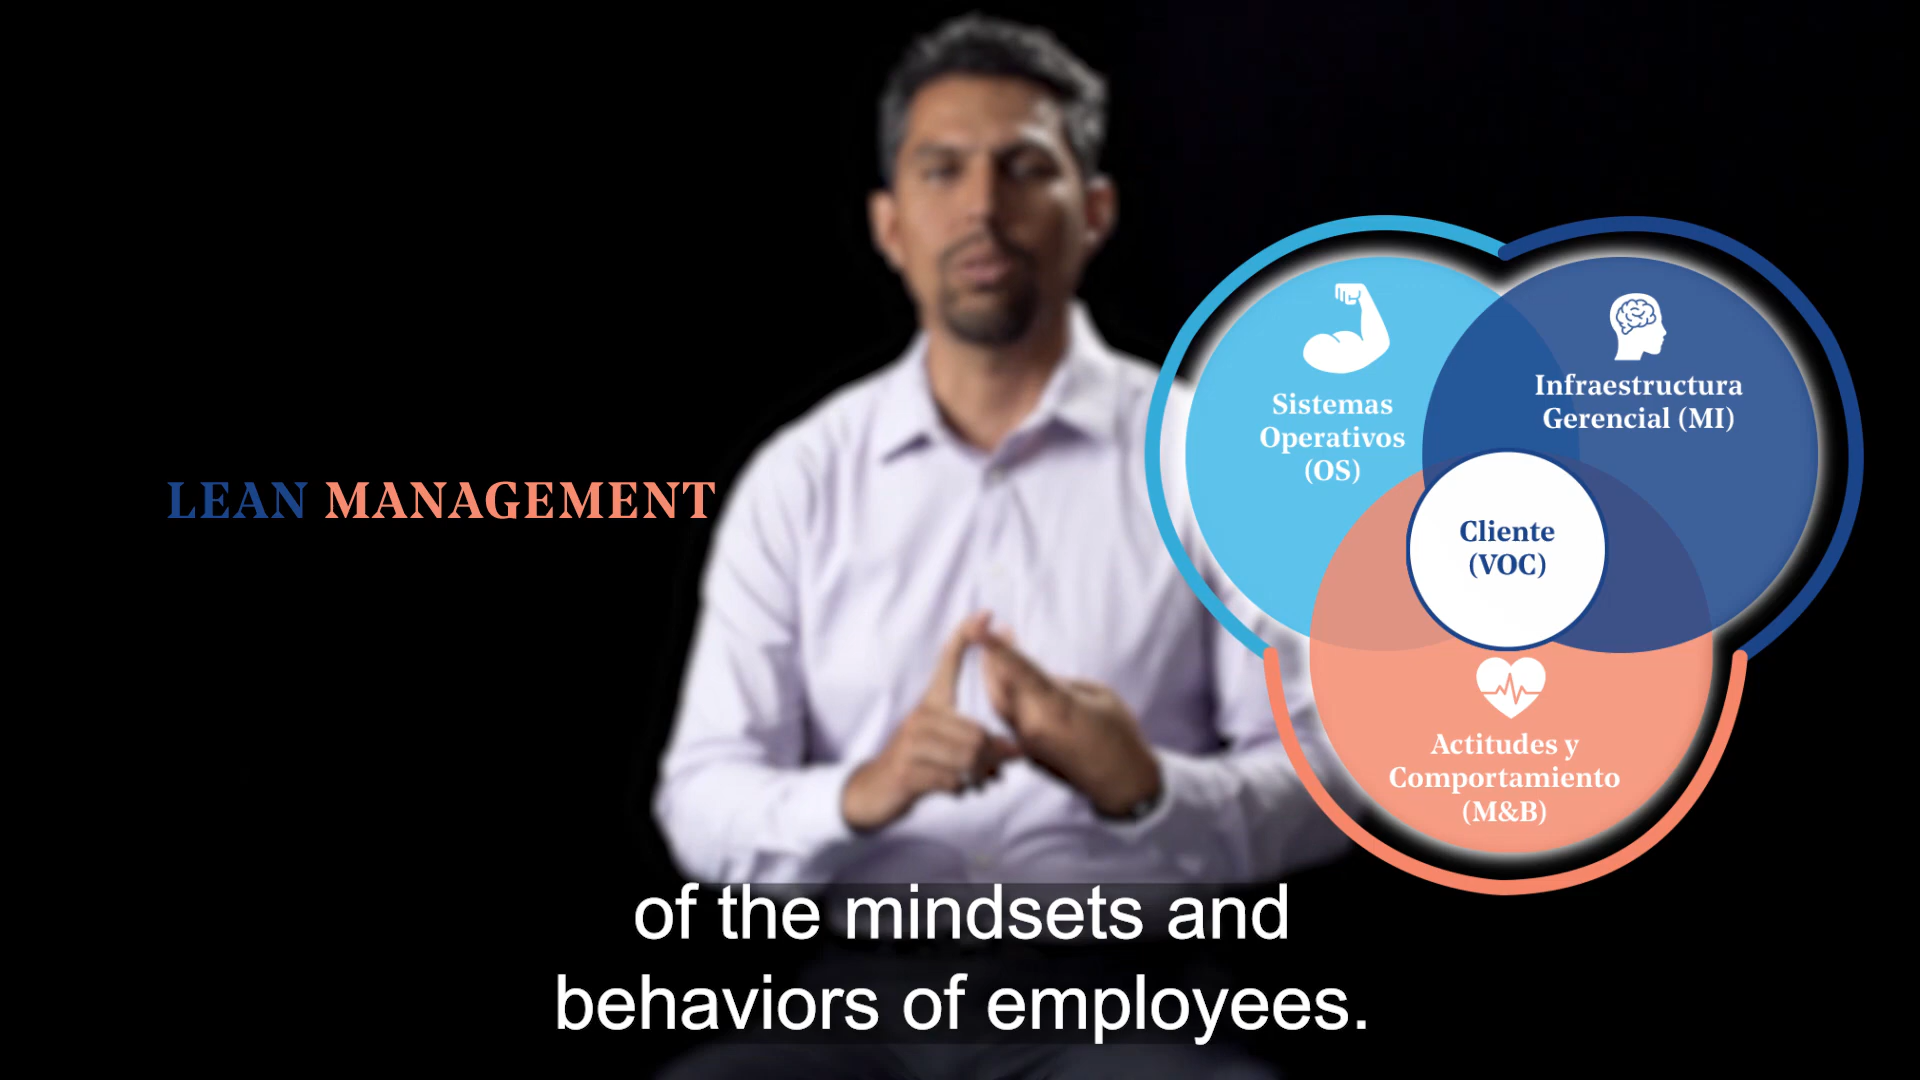 LEAN MANAGEMENT
Sistemas
Operativos
(OS)
Infraestructura
Gerencial (MI)
Cliente
(VOC)
Actitudes y
Comportamiento
(M&B)
of the mindsets and
behaviors of employees.